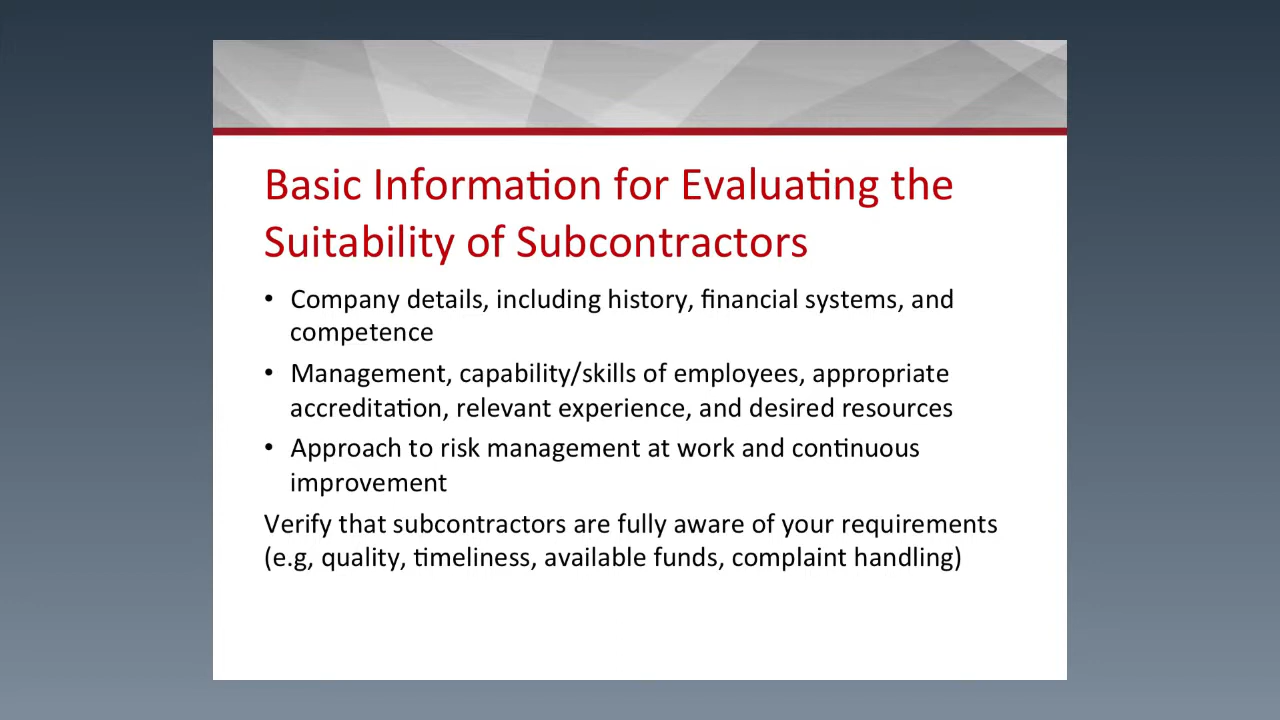 Basic Information for Evaluating the
Suitability of Subcontractors
• Company details, including history, financial systems, and
competence
• Management, capability/skills of employees, appropriate
accreditation, relevant experience, and desired resources
• Approach to risk management at work and continuous
improvement
Verify that subcontractors are fully aware of your requirements
(e.g, quality, timeliness, available funds, complaint handling)